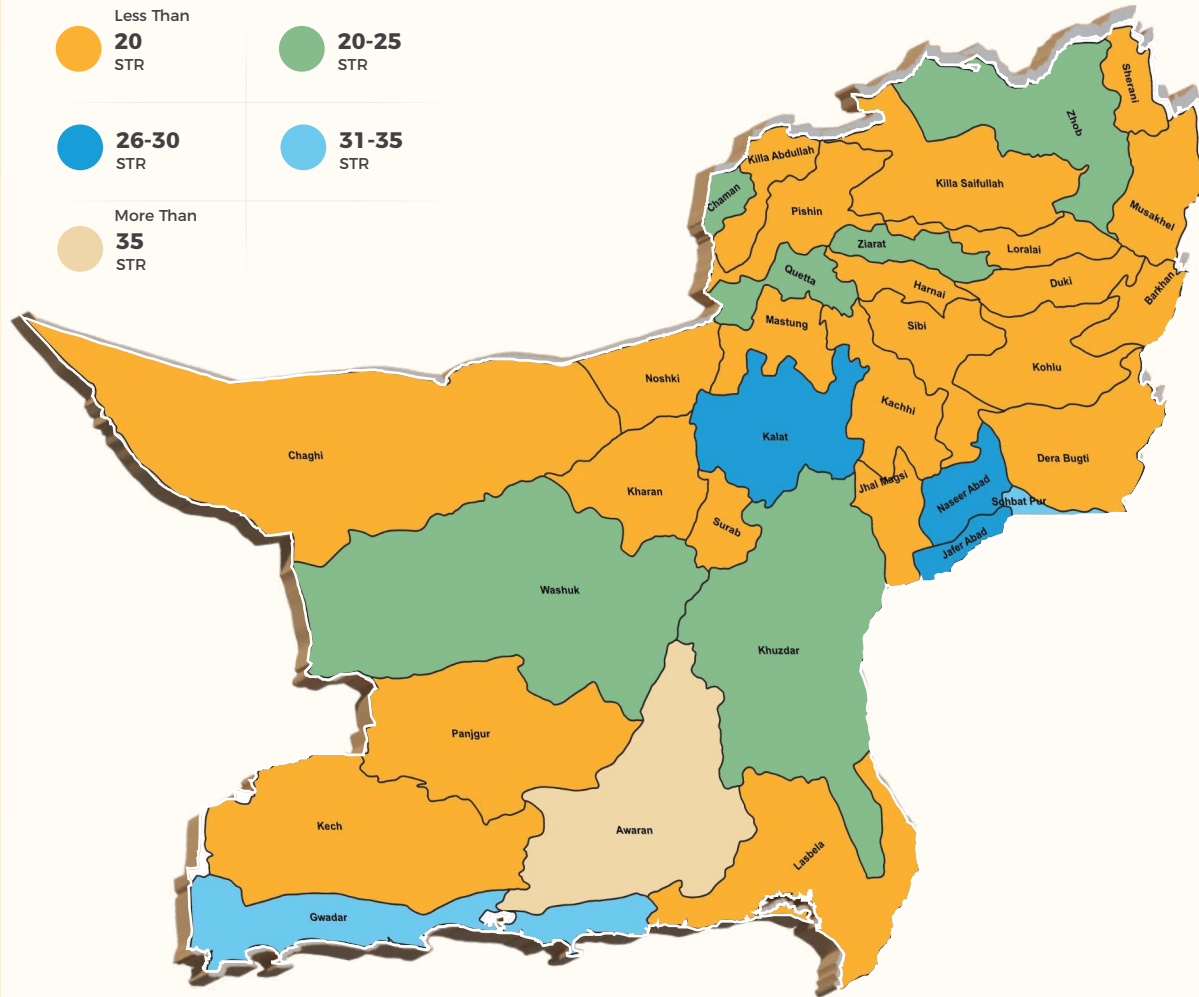 Less Than
20
STR
20-25
STR
26-30
STR
31-35
STR
More Than
35
STR
Sherani
Zhob
Killa Abdullah
Killa Saifullah
Chaman
Pishin
Musakhel
Ziarat
Loralai
Quetta
Harnai
Duki
Barkhan
Mastung
Sibi
Kohlu
Noshki
Kachhi
Kalat
Chaghi
Dera Bugti
Jhal Magsi
Kharan
Naseer Abad
Sohbat Pur
Surab
Jafer Abad
Washuk
Khuzdar
Panjgur
Kech
Awaran
Lasbela
Gwadar